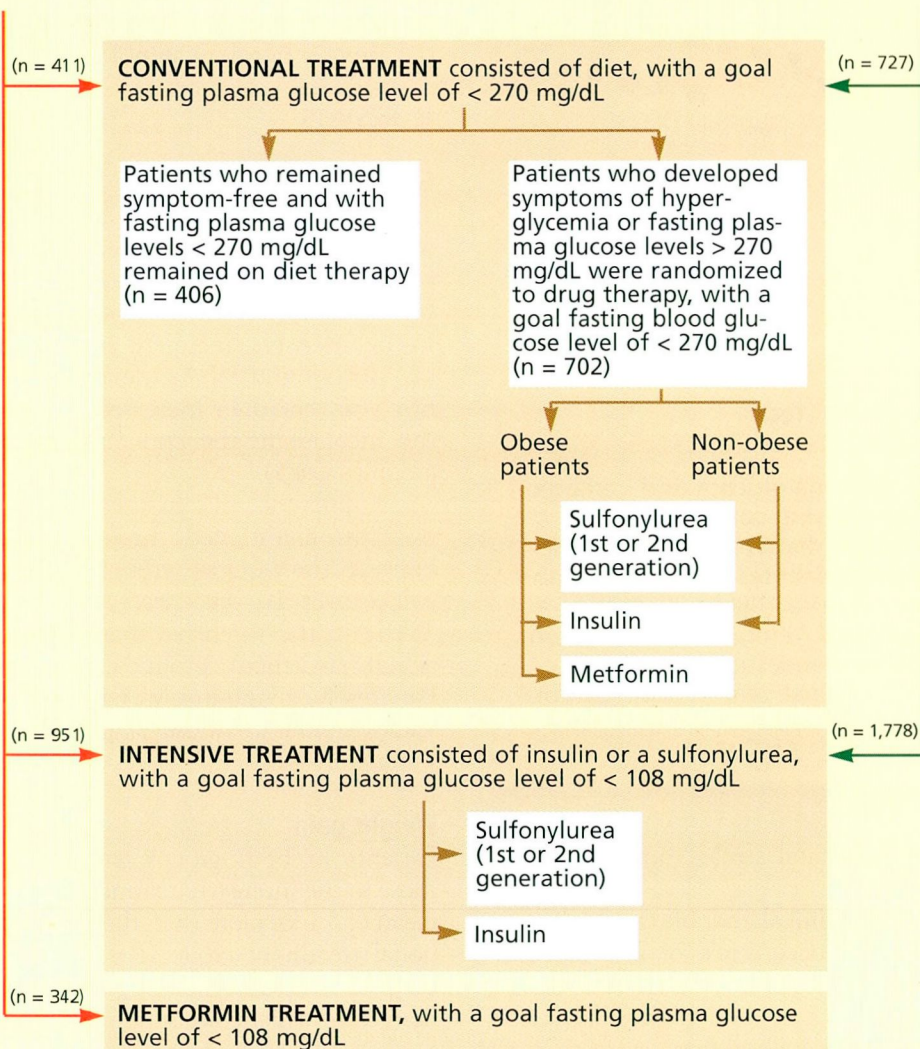 (n = 411)
CONVENTIONAL TREATMENT consisted of diet, with a goal
fasting plasma glucose level of < 270 mg/dL
(n = 727)
Patients who remained
symptom-free and with
fasting plasma glucose
levels < 270 mg/dL
remained on diet therapy
(n = 406)
Patients who developed
symptoms of hyper-
glycemia or fasting plas-
ma glucose levels > 270
mg/dL were randomized
to drug therapy, with a
goal fasting blood glu-
cose level of < 270 mg/dL
(n = 702)
Obese
patients
Non-obese
patients
Sulfonylurea
(1st or 2nd
generation)
Insulin
Metformin
(n = 951)
INTENSIVE TREATMENT consisted of insulin or a sulfonylurea,
with a goal fasting plasma glucose level of < 108 mg/dL
(n = 1,778)
Sulfonylurea
(1st or 2nd
generation)
Insulin
(n = 342)
METFORMIN TREATMENT, with a goal fasting plasma glucose
level of < 108 mg/dL